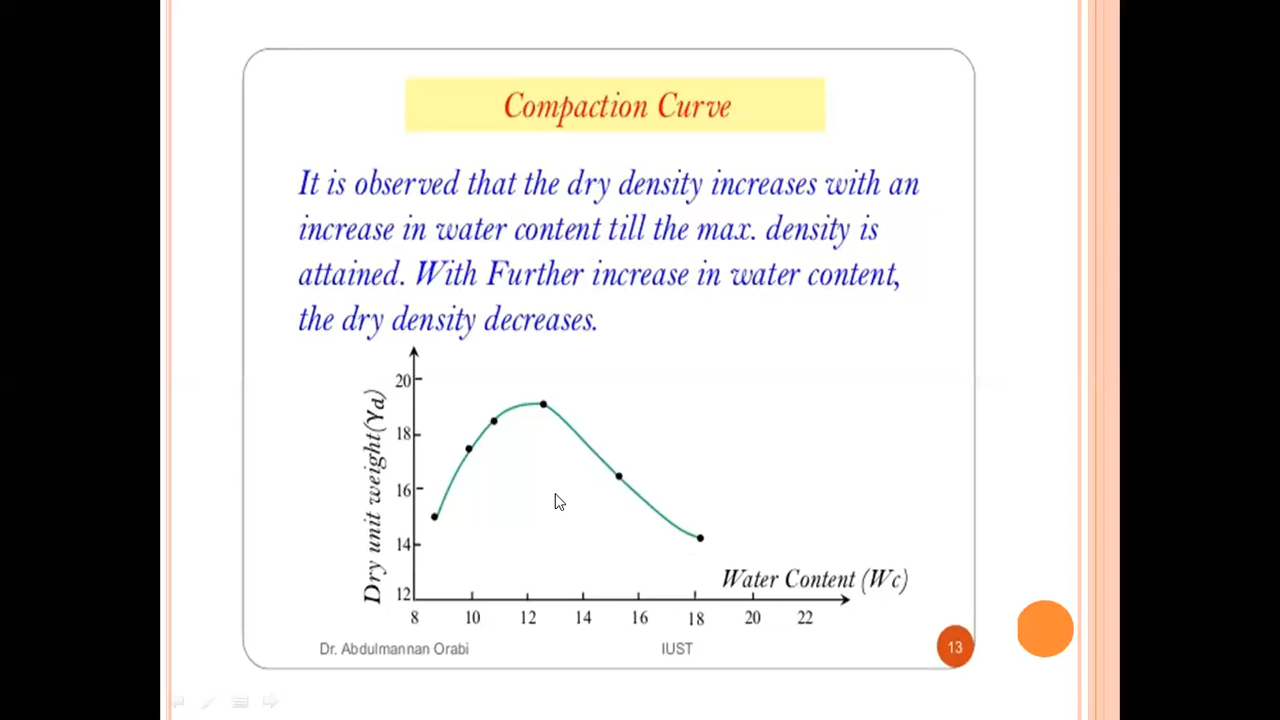 Compaction Curve
It is observed that the dry density increases with an
increase in water content till the max. density is
attained. With Further increase in water content,
the dry density decreases.
Dry unit weight(γd)
20
18
16
14
12
8 10 12 14 16 18 20 22
Water Content (Wc)
Dr. Abdulmannan Orabi IUST 13